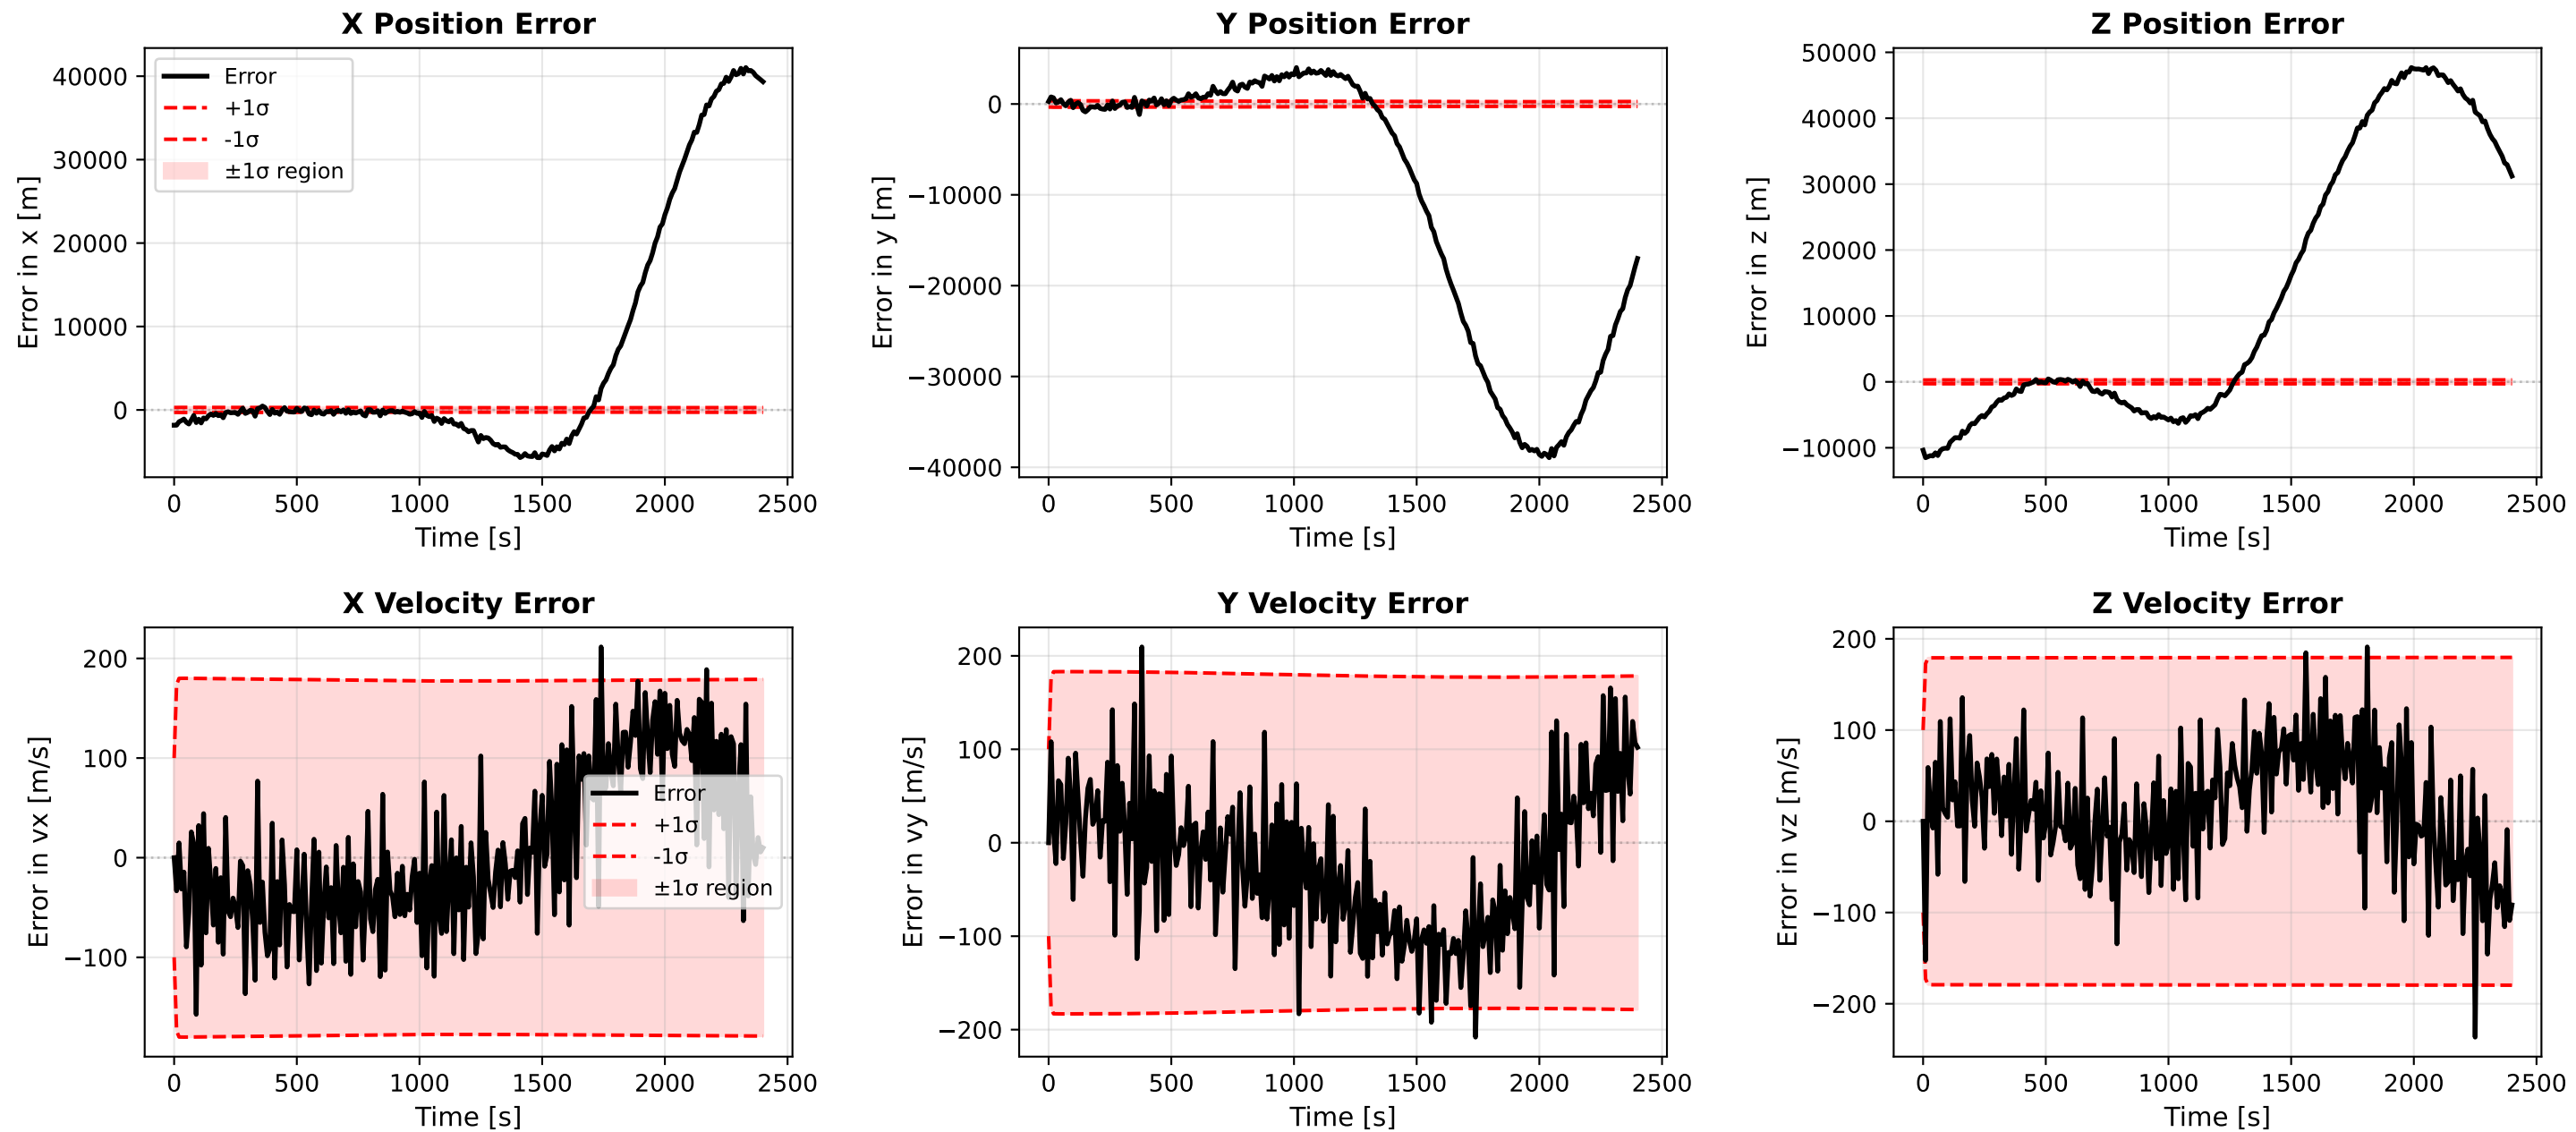 X Position Error
Error in x [m]
40000
30000
20000
10000
0
Error
+1σ
-1σ
±1σ region
0 500 1000 1500 2000 2500
Time [s]
Y Position Error
Error in y [m]
0
−10000
−20000
−30000
−40000
0 500 1000 1500 2000 2500
Time [s]
Z Position Error
Error in z [m]
50000
40000
30000
20000
10000
0
−10000
0 500 1000 1500 2000 2500
Time [s]
X Velocity Error
Error in vx [m/s]
200
100
0
−100
Error
+1σ
-1σ
±1σ region
0 500 1000 1500 2000 2500
Time [s]
Y Velocity Error
Error in vy [m/s]
200
100
0
−100
−200
0 500 1000 1500 2000 2500
Time [s]
Z Velocity Error
Error in vz [m/s]
200
100
0
−100
−200
0 500 1000 1500 2000 2500
Time [s]